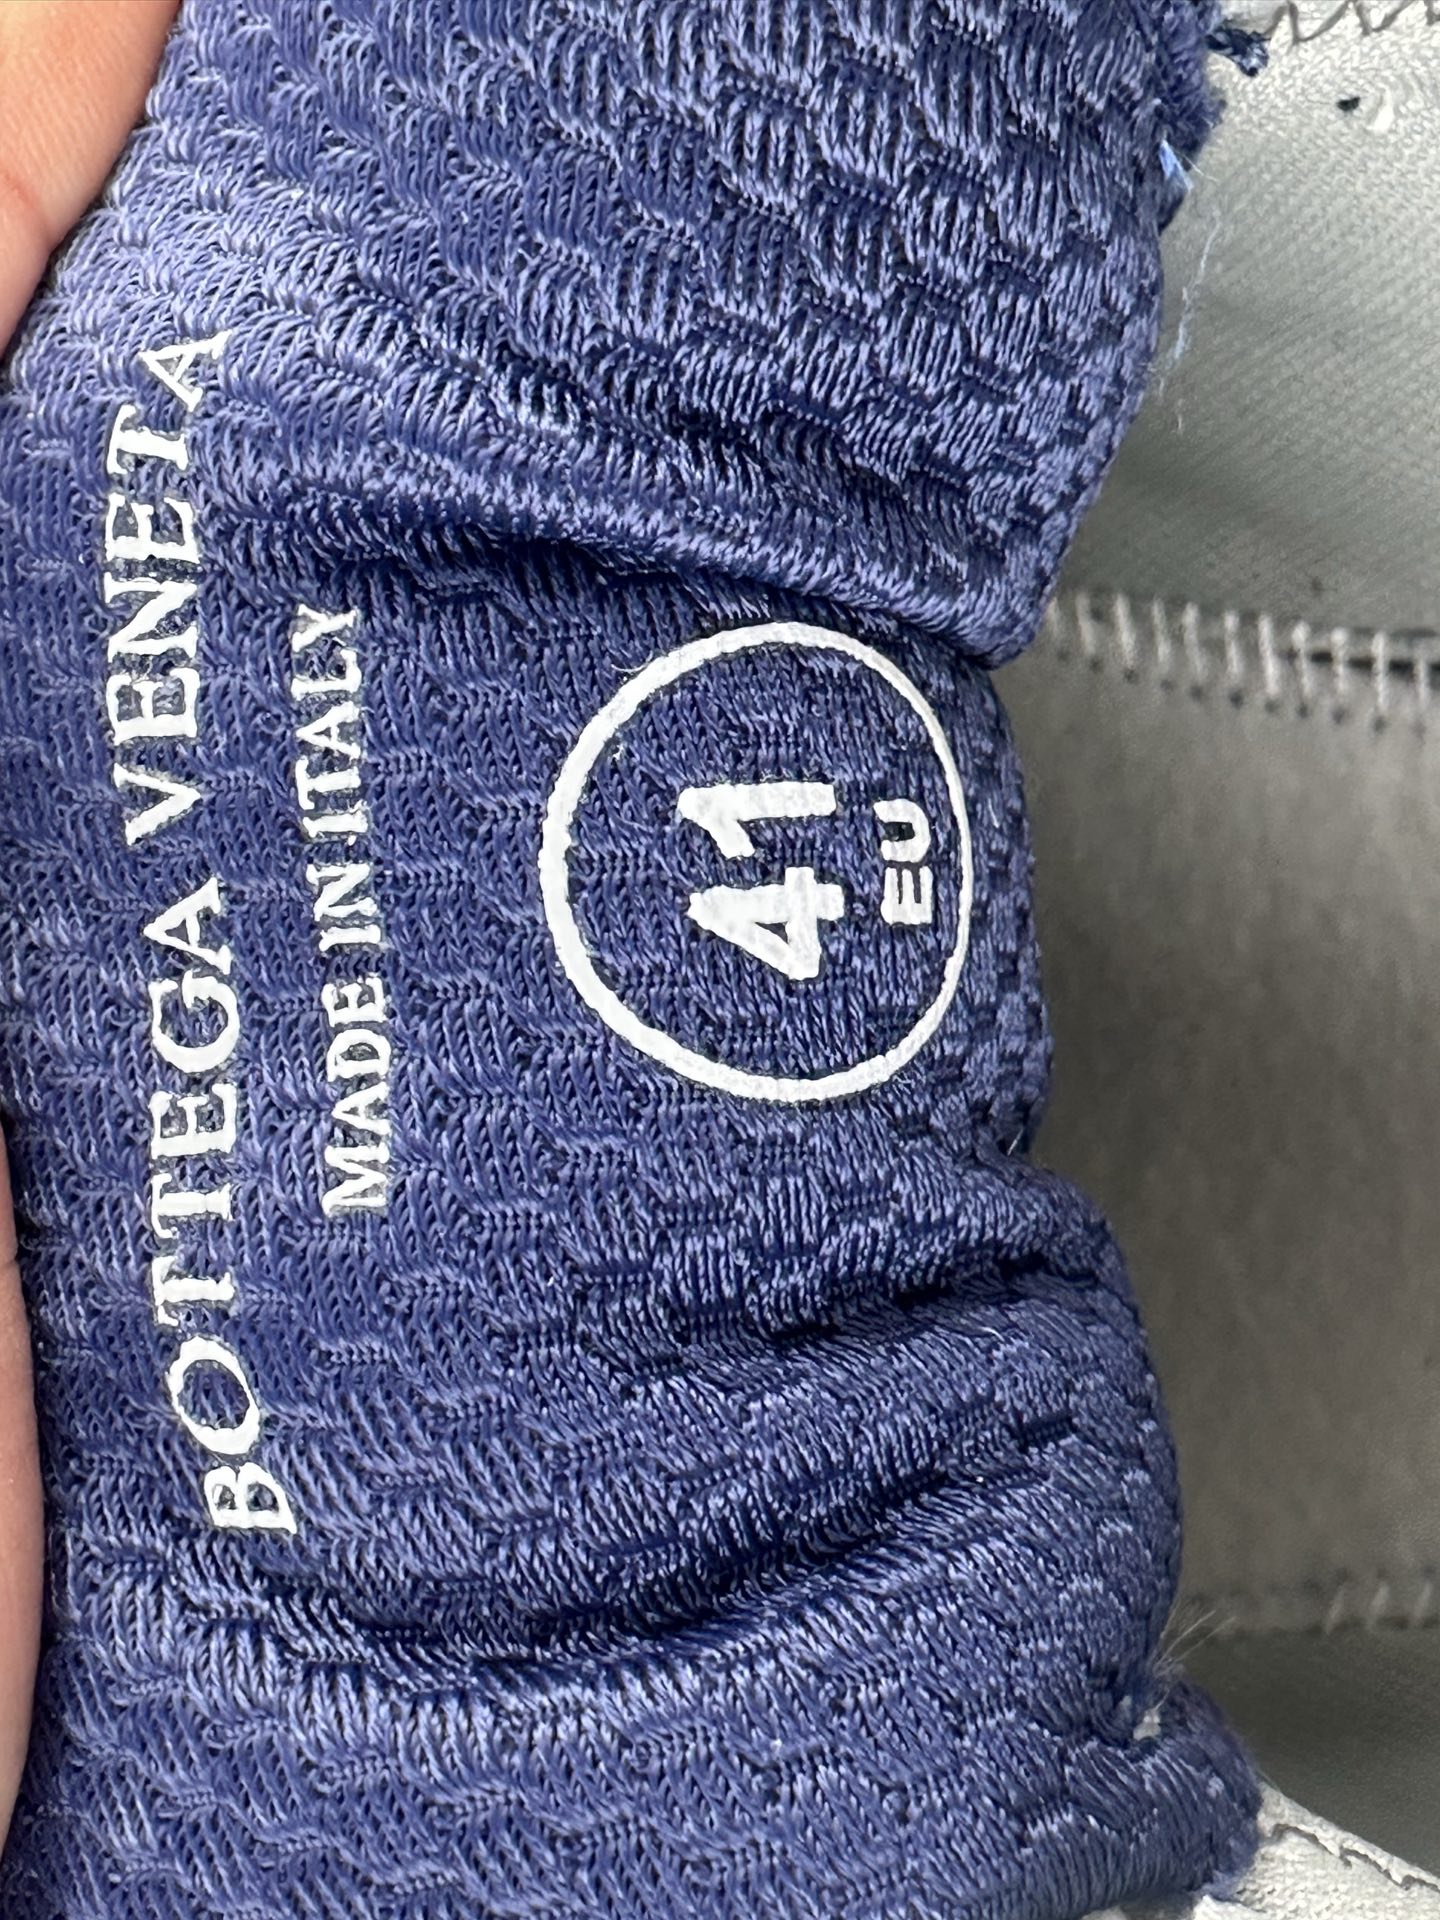 BOTTEGA VENETA
MADE IN ITALY
41
EU